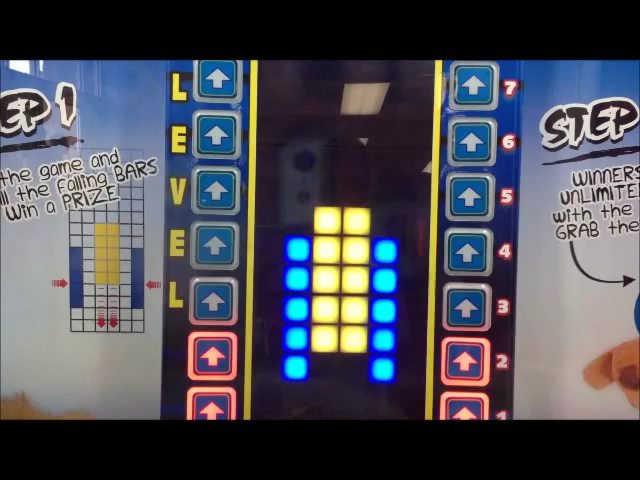 EP 1
the game and
ll the falling BARS
win a PRIZE
L
E
V
E
L
7
6
5
4
3
2
1
STEP
WINNERS
UNLIMITE
with the
GRAB the